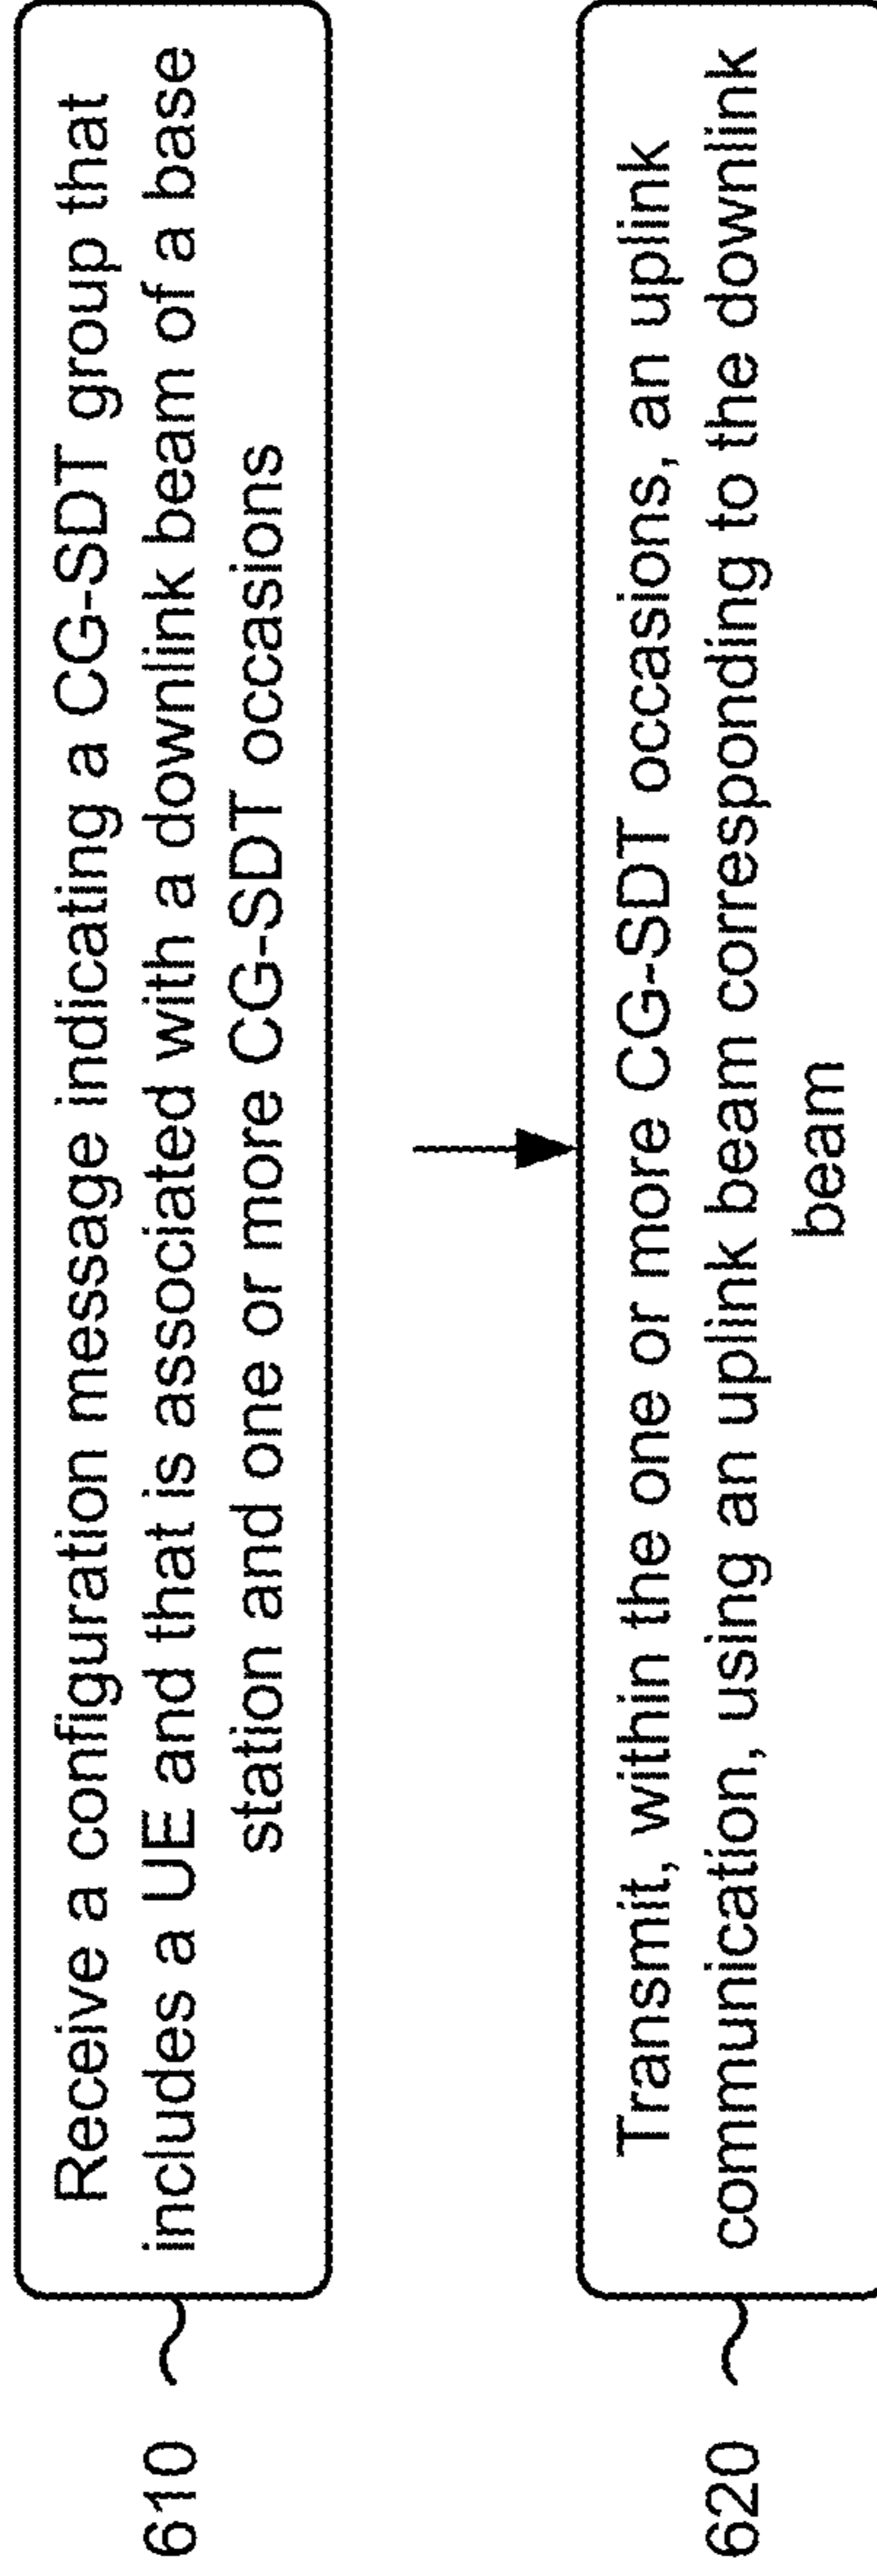 610
Receive a configuration message indicating a CG-SDT group that
includes a UE and that is associated with a downlink beam of a base
station and one or more CG-SDT occasions
620
Transmit, within the one or more CG-SDT occasions, an uplink
communication, using an uplink beam corresponding to the downlink
beam